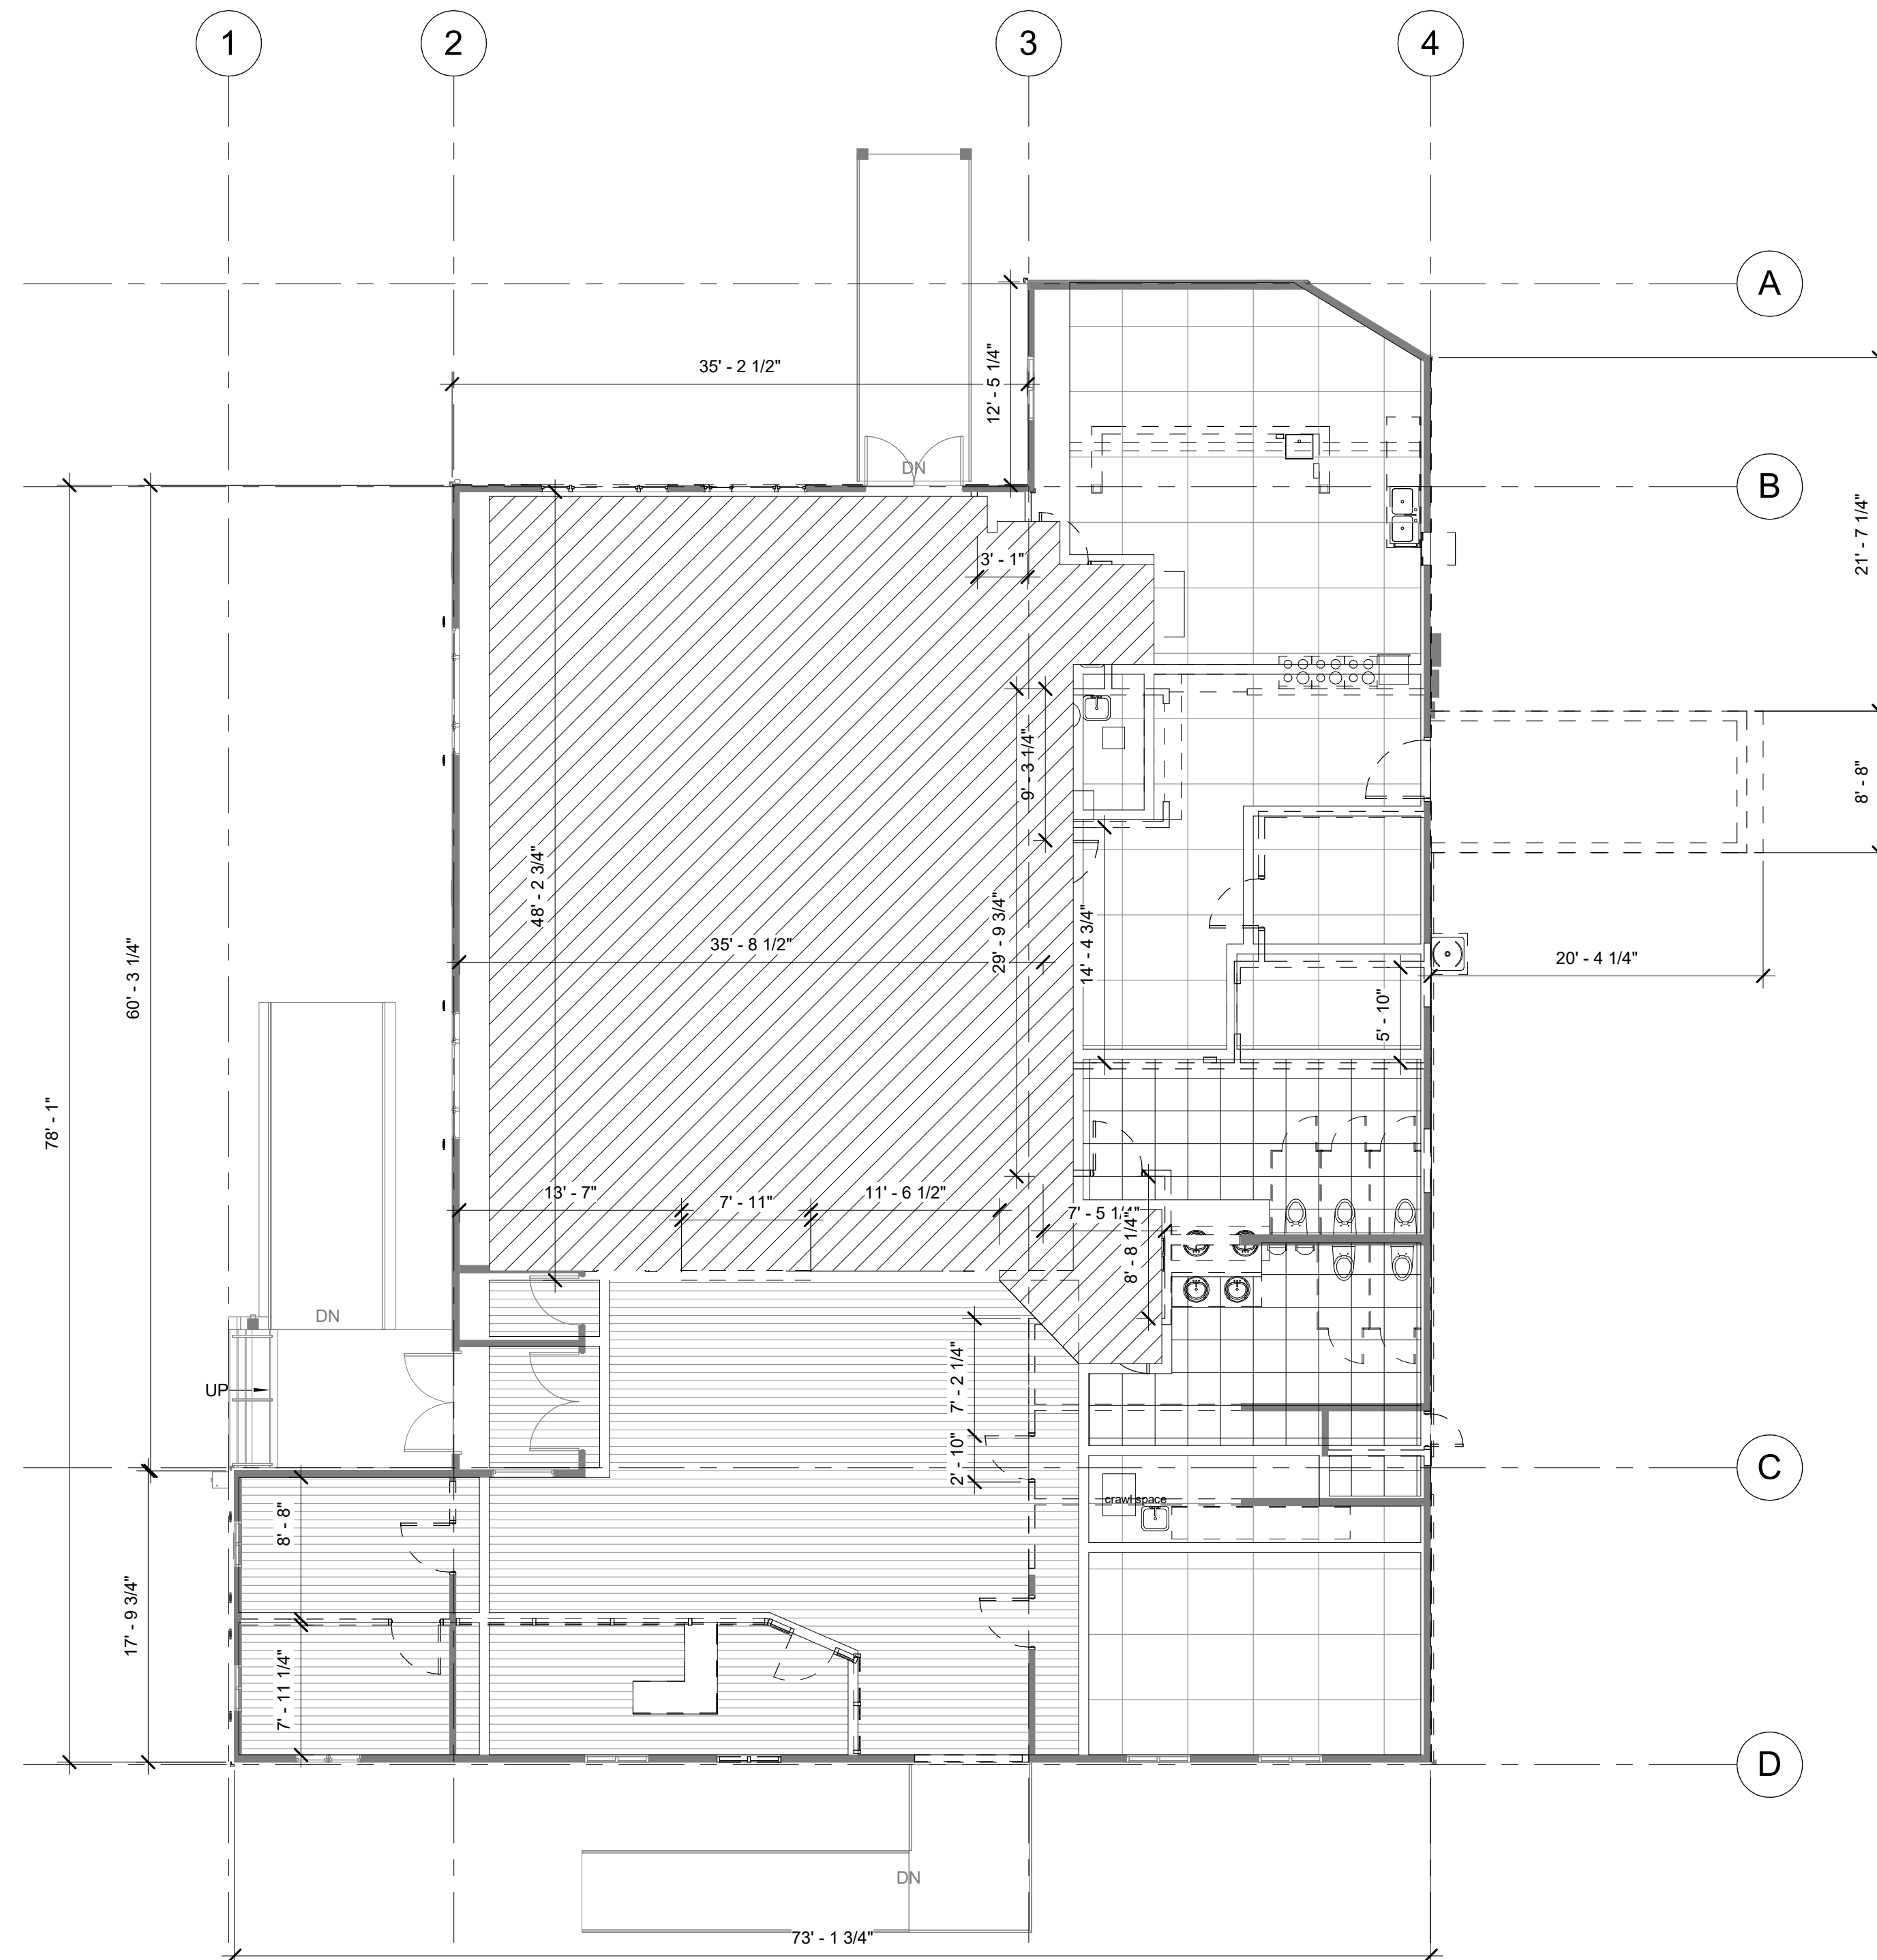 1
2
3
4
A
B
C
D
35' - 2 1/2"
12' - 5 1/4"
DN
21' - 7 1/4"
3' - 1"
9' - 3 1/4"
8' - 8"
48' - 2 3/4"
35' - 8 1/2"
29' - 9 3/4"
14' - 4 3/4"
5' - 10"
20' - 4 1/4"
60' - 3 1/4"
78' - 1"
13' - 7"
7' - 11"
11' - 6 1/2"
7' - 5 1/4"
8' - 8 1/4"
DN
UP
7' - 2 1/4"
2' - 10"
crawl space
8' - 8"
17' - 9 3/4"
7' - 11 1/4"
DN
73' - 1 3/4"